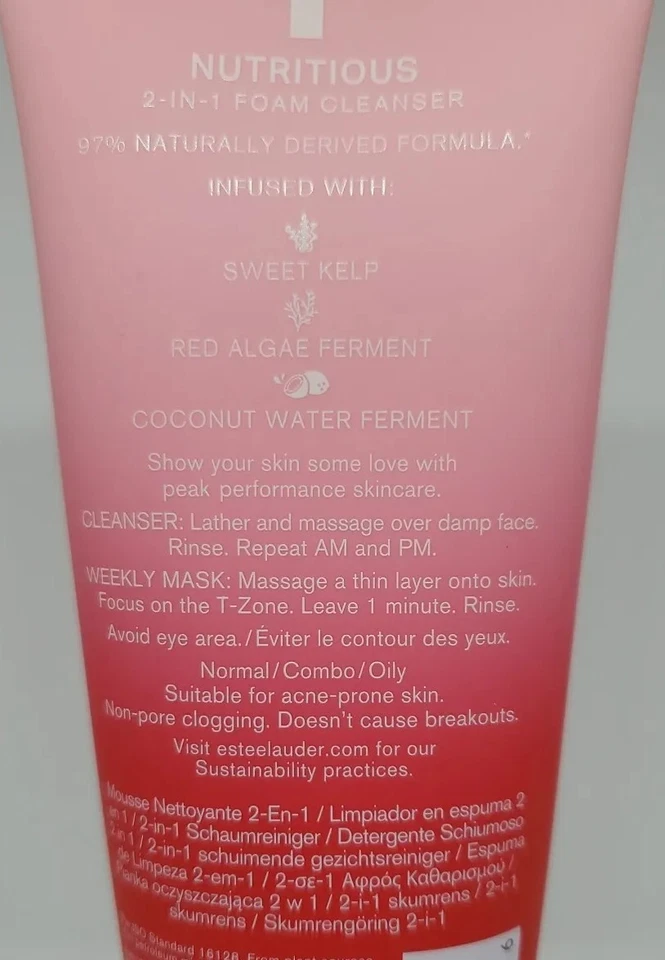 NUTRITIOUS
2-IN-1 FOAM CLEANSER
97% NATURALLY DERIVED FORMULA.*
INFUSED WITH:
SWEET KELP
RED ALGAE FERMENT
COCONUT WATER FERMENT
Show your skin some love with
peak performance skincare.
CLEANSER: Lather and massage over damp face.
Rinse. Repeat AM and PM.
WEEKLY MASK: Massage a thin layer onto skin.
Focus on the T-Zone. Leave 1 minute. Rinse.
Avoid eye area./Éviter le contour des yeux.
Normal/Combo/Oily
Suitable for acne-prone skin.
Non-pore clogging. Doesn't cause breakouts.
Visit esteelauder.com for our
Sustainability practices.
Mousse Nettoyante 2-En-1 / Limpiador en espuma 2
en 1 / 2-in-1 Schaumreiniger / Detergente Schiumoso
2 in 1 / 2-in-1 schuimende gezichtsreiniger / Espuma
de Limpeza 2-em-1 / 2-σε-1 Αφρός Καθαρισμού /
Pianka oczyszczająca 2 w 1 / 2-i-1 skumrens / 2-i-1
skumrens / Skumrengöring 2-i-1
ISO Standard 16128. From plant sources